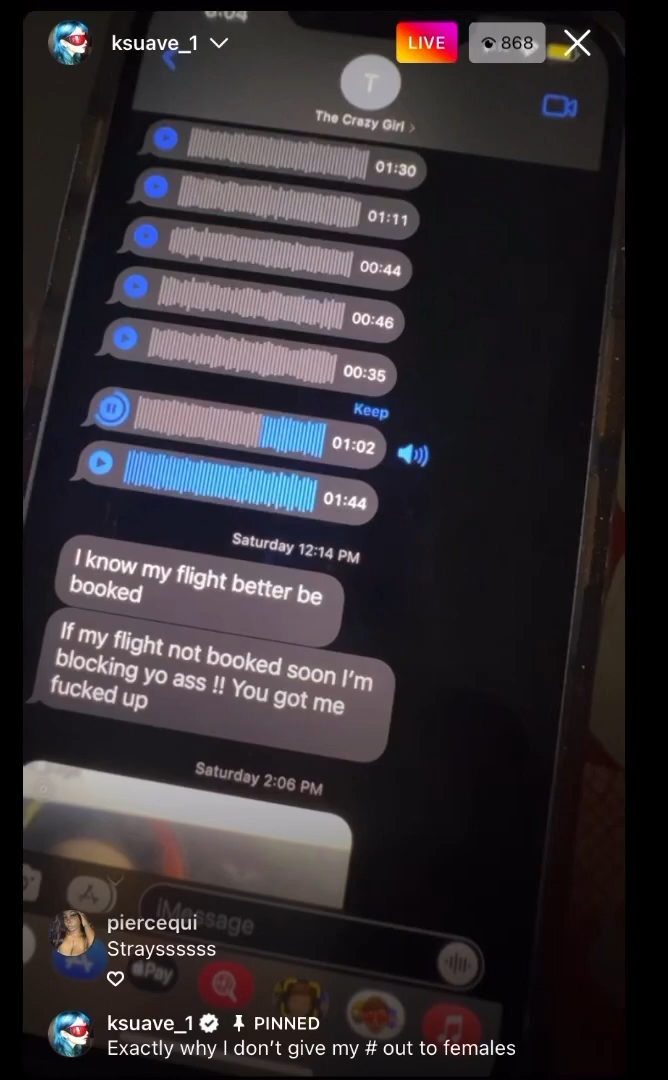 ksuave_1
LIVE
868
T
The Crazy Girl
01:30
01:11
00:44
00:46
00:35
Keep
01:02
01:44
Saturday 12:14 PM
I know my flight better be
booked
If my flight not booked soon I'm
blocking yo ass !! You got me
fucked up
Saturday 2:06 PM
iMessage
piercequi
Strayssssss
Pay
ksuave_1 PINNED
Exactly why I don't give my # out to females